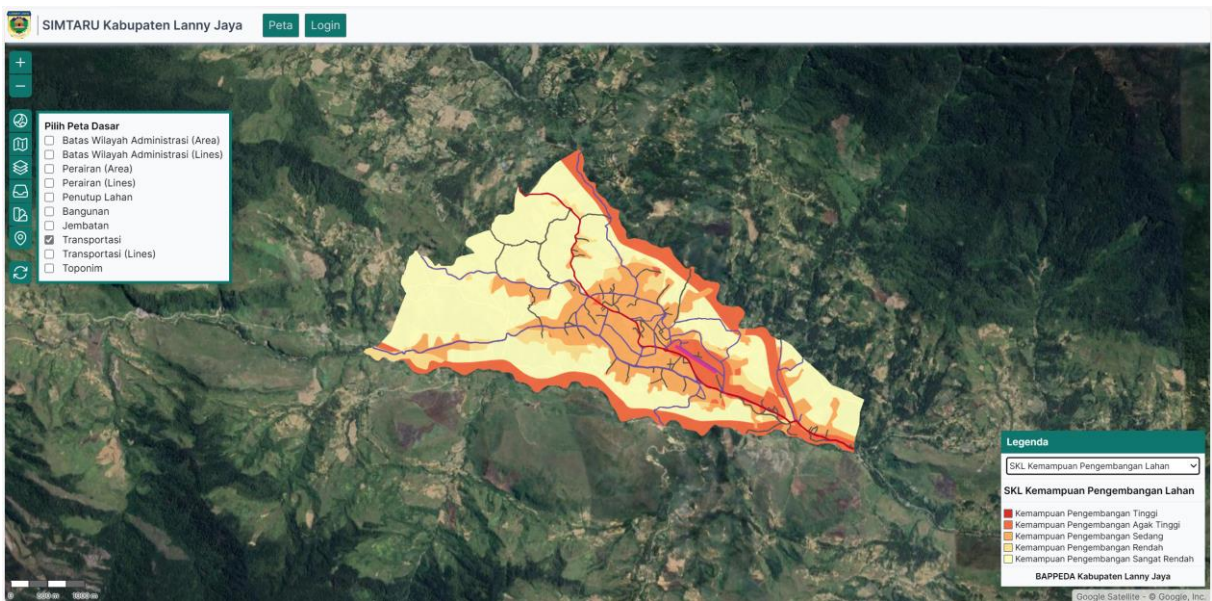 SIMTARU Kabupaten Lanny Jaya Peta Login
+
−
Pilih Peta Dasar
Batas Wilayah Administrasi (Area)
Batas Wilayah Administrasi (Lines)
Perairan (Area)
Perairan (Lines)
Penutup Lahan
Bangunan
Jembatan
Transportasi
Transportasi (Lines)
Toponim
Legenda
SKL Kemampuan Pengembangan Lahan
SKL Kemampuan Pengembangan Lahan
Kemampuan Pengembangan Tinggi
Kemampuan Pengembangan Agak Tinggi
Kemampuan Pengembangan Sedang
Kemampuan Pengembangan Rendah
Kemampuan Pengembangan Sangat Rendah
BAPPEDA Kabupaten Lanny Jaya
0 1000 m
Google Satellite - © Google, Inc.